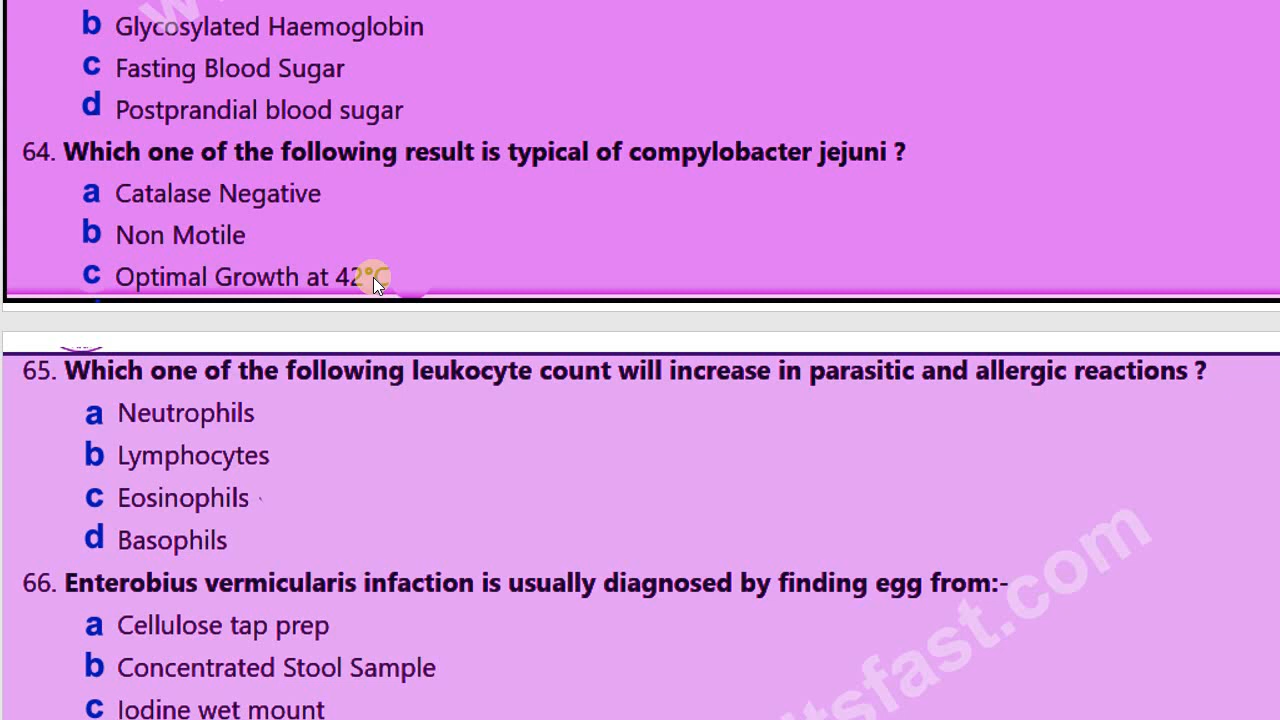 b Glycosylated Haemoglobin
c Fasting Blood Sugar
d Postprandial blood sugar
64. Which one of the following result is typical of compylobacter jejuni ?
a Catalase Negative
b Non Motile
c Optimal Growth at 42°C
65. Which one of the following leukocyte count will increase in parasitic and allergic reactions ?
a Neutrophils
b Lymphocytes
c Eosinophils
d Basophils
66. Enterobius vermicularis infaction is usually diagnosed by finding egg from:-
a Cellulose tap prep
b Concentrated Stool Sample
c Iodine wet mount
ltsfast.com